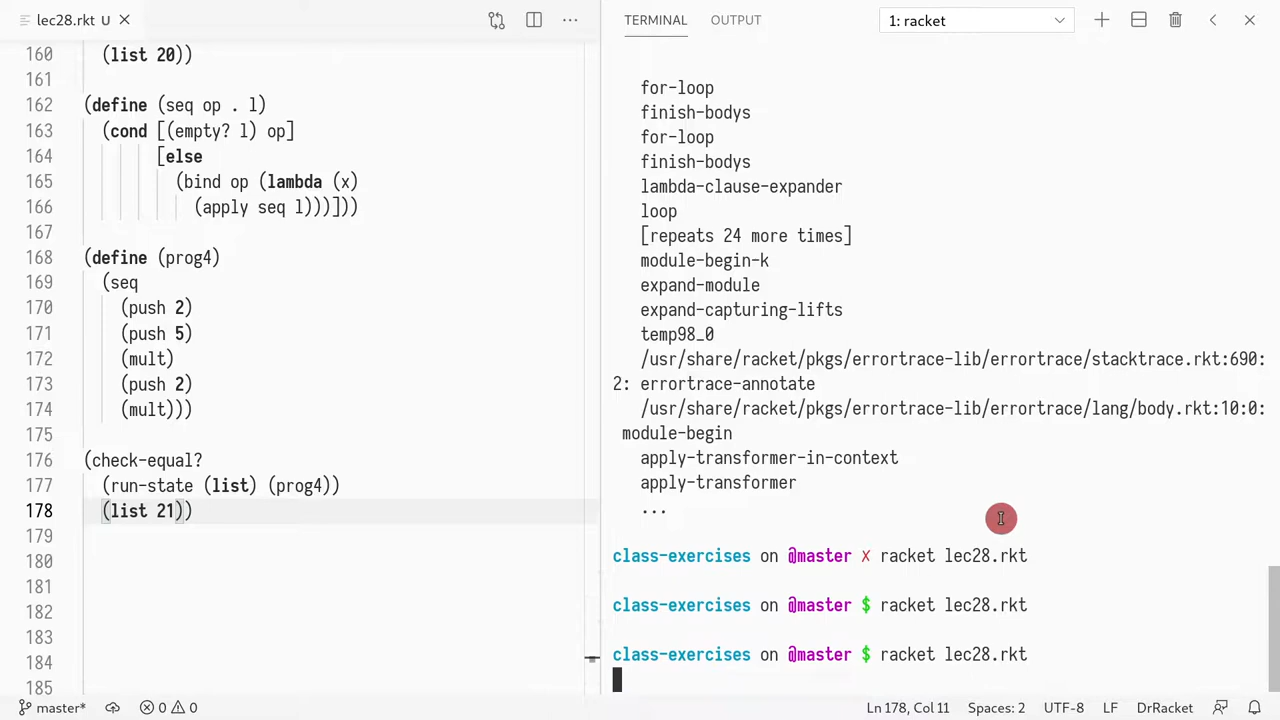 lec28.rkt U
160 (list 20))
161
162 (define (seq op . l)
163 (cond [(empty? l) op]
164 [else
165 (bind op (lambda (x)
166 (apply seq l)))]))
167
168 (define (prog4)
169 (seq
170 (push 2)
171 (push 5)
172 (mult)
173 (push 2)
174 (mult)))
175
176 (check-equal?
177 (run-state (list) (prog4))
178 (list 21))
179
180
181
182
183
184
185
TERMINAL OUTPUT 1: racket
for-loop
finish-bodys
for-loop
finish-bodys
lambda-clause-expander
loop
[repeats 24 more times]
module-begin-k
expand-module
expand-capturing-lifts
temp98_0
/usr/share/racket/pkgs/errortrace-lib/errortrace/stacktrace.rkt:690:
2: errortrace-annotate
/usr/share/racket/pkgs/errortrace-lib/errortrace/lang/body.rkt:10:0:
module-begin
apply-transformer-in-context
apply-transformer
...
class-exercises on @master ✗ racket lec28.rkt
class-exercises on @master $ racket lec28.rkt
class-exercises on @master $ racket lec28.rkt
master* 0 0 Ln 178, Col 11 Spaces: 2 UTF-8 LF DrRacket